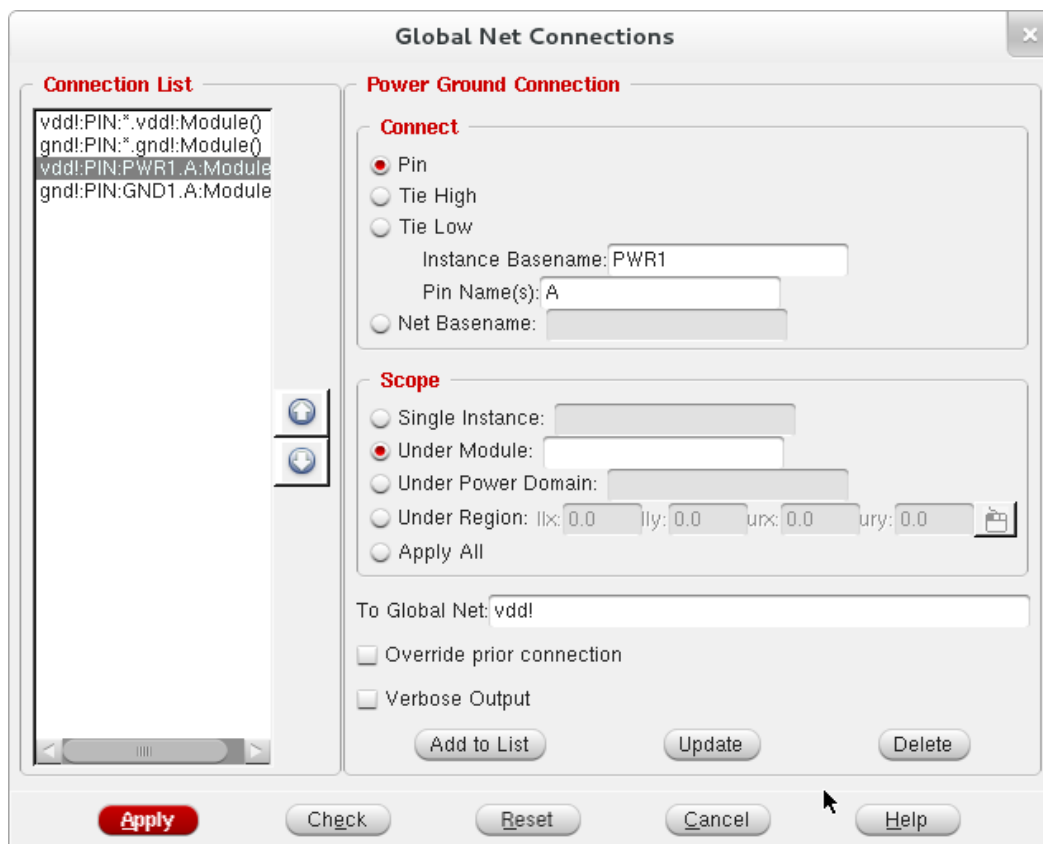 Global Net Connections
Connection List
vdd!:PIN:*.vdd!:Module()
gnd!:PIN:*.gnd!:Module()
vdd!:PIN:PWR1.A:Module
gnd!:PIN:GND1.A:Module
Power Ground Connection
Connect
Pin
Tie High
Tie Low
Instance Basename: PWR1
Pin Name(s): A
Net Basename:
Scope
Single Instance:
Under Module:
Under Power Domain:
Under Region: llx: 0.0 lly: 0.0 urx: 0.0 ury: 0.0
Apply All
To Global Net: vdd!
Override prior connection
Verbose Output
Add to List Update Delete
Apply Check Reset Cancel Help